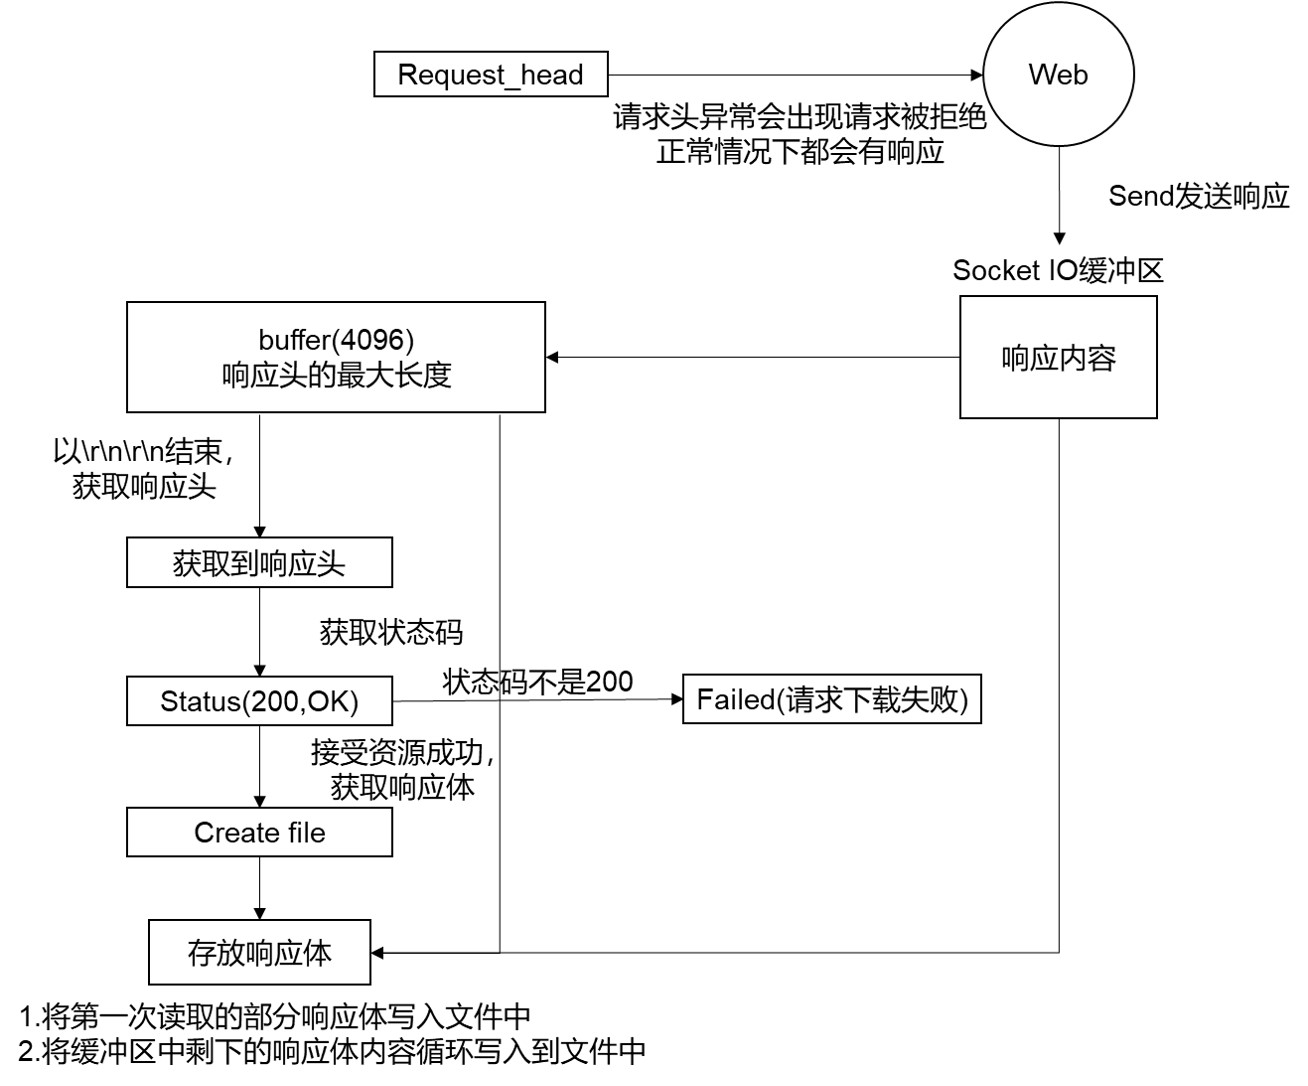 Request_head
Web
请求头异常会出现请求被拒绝
正常情况下都会有响应
Send发送响应
Socket IO缓冲区
响应内容
buffer(4096)
响应头的最大长度
以\r\n\r\n结束，
获取响应头
获取到响应头
获取状态码
Status(200,OK)
状态码不是200
Failed(请求下载失败)
接受资源成功，
获取响应体
Create file
存放响应体
1.将第一次读取的部分响应体写入文件中
2.将缓冲区中剩下的响应体内容循环写入到文件中